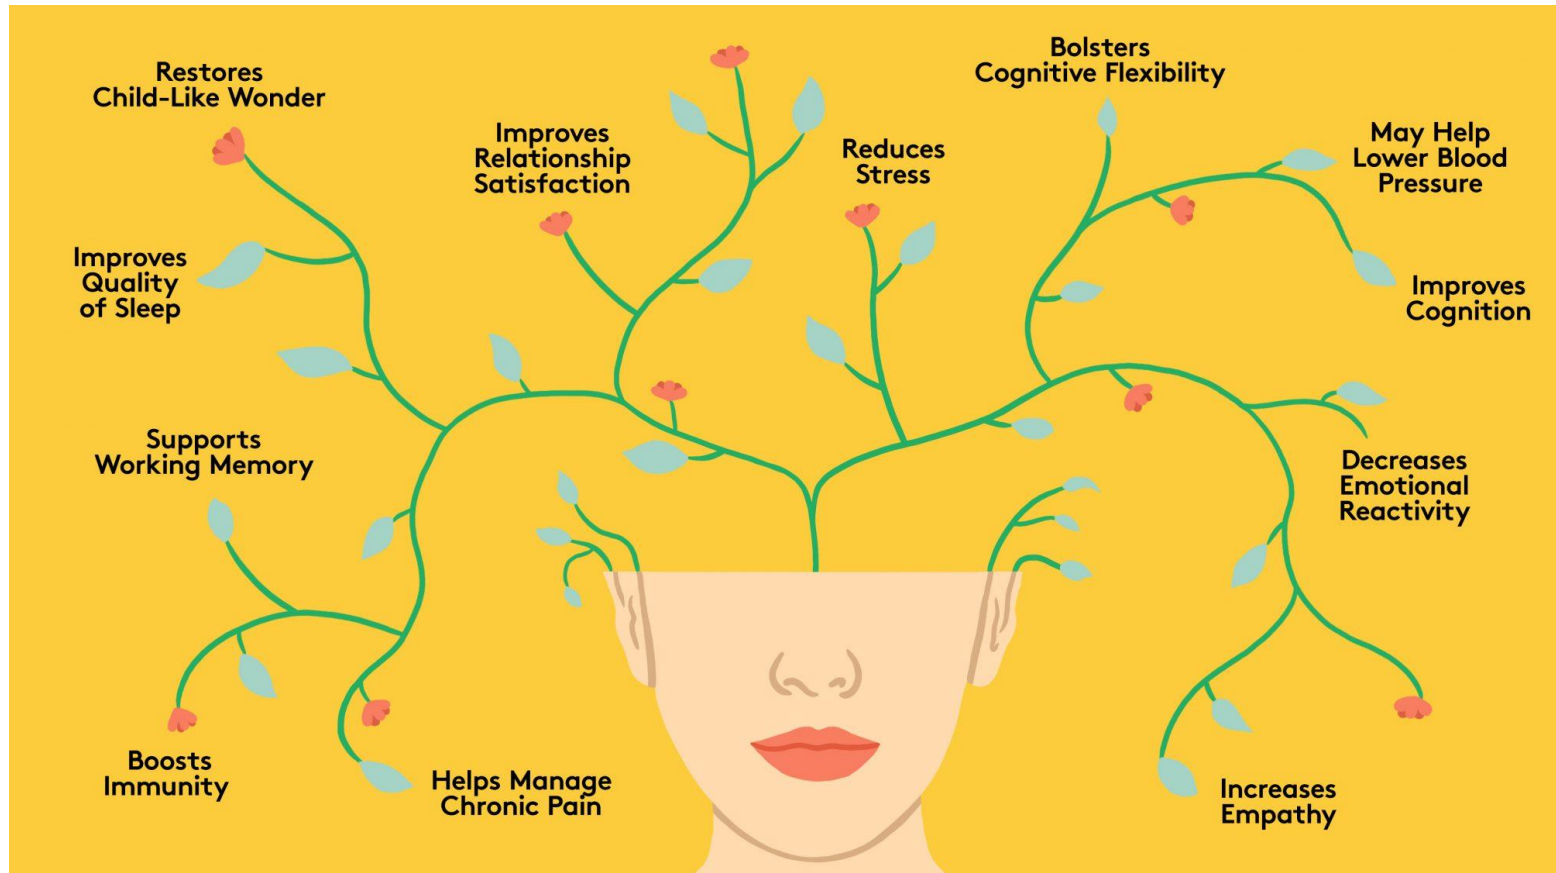 Restores
Child-Like Wonder
Improves
Relationship
Satisfaction
Reduces
Stress
Bolsters
Cognitive Flexibility
May Help
Lower Blood
Pressure
Improves
Quality
of Sleep
Improves
Cognition
Supports
Working Memory
Decreases
Emotional
Reactivity
Boosts
Immunity
Helps Manage
Chronic Pain
Increases
Empathy